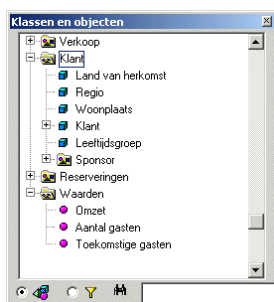 Klassen en objecten
Verkoop
Klant
Land van herkomst
Regio
Woonplaats
Klant
Leeftijdsgroep
Sponsor
Reserveringen
Waarden
Omzet
Aantal gasten
Toekomstige gasten